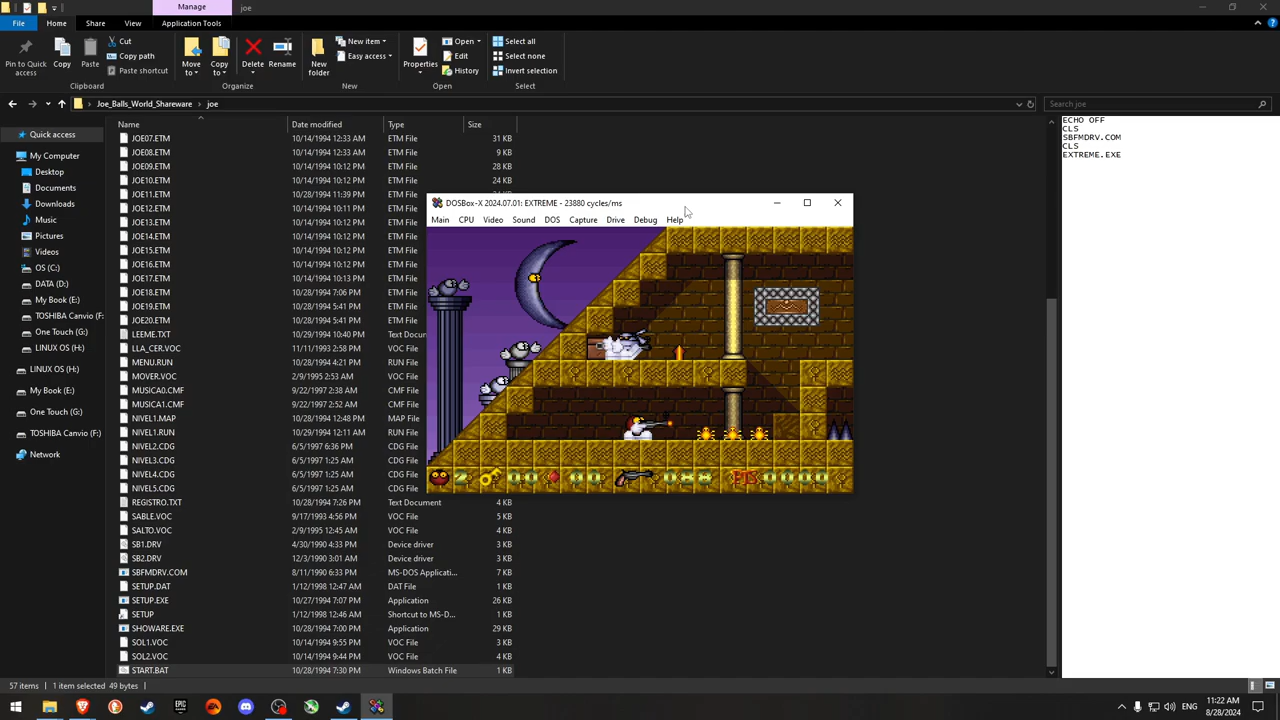 Manage
joe
File
Home
Share
View
Application Tools
Pin to Quick access
Copy
Paste
Cut
Copy path
Paste shortcut
Move to
Copy to
Delete
Rename
New folder
New item
Easy access
Properties
Open
Edit
History
Select all
Select none
Invert selection
Clipboard
Organize
New
Open
Select
Joe_Balls_World_Shareware
joe
Search joe
Name
Date modified
Type
Size
Quick access
My Computer
Desktop
Documents
Downloads
Music
Pictures
Videos
OS (C:)
DATA (D:)
My Book (E:)
TOSHIBA Canvio (F:
One Touch (G:)
LINUX OS (H:)
LINUX OS (H:)
My Book (E:)
One Touch (G:)
TOSHIBA Canvio (F:)
Network
JOE07.ETM 10/14/1994 12:33 AM ETM File 31 KB
JOE08.ETM 10/14/1994 12:33 AM ETM File 9 KB
JOE09.ETM 10/14/1994 10:12 PM ETM File 28 KB
JOE10.ETM 10/14/1994 10:12 PM ETM File 24 KB
JOE11.ETM 10/28/1994 11:39 PM ETM File
JOE12.ETM 10/14/1994 10:11 PM ETM File
JOE13.ETM 10/14/1994 10:12 PM ETM File
JOE14.ETM 10/14/1994 10:12 PM ETM File
JOE15.ETM 10/14/1994 10:12 PM ETM File
JOE16.ETM 10/14/1994 10:12 PM ETM File
JOE17.ETM 10/14/1994 10:13 PM ETM File
JOE18.ETM 10/28/1994 7:06 PM ETM File
JOE19.ETM 10/28/1994 5:41 PM ETM File
JOE20.ETM 10/28/1994 5:41 PM ETM File
LEEME.TXT 10/29/1994 10:40 PM Text Docun
LLA_CER.VOC 11/11/1993 2:58 PM VOC File
MENU.RUN 10/28/1994 4:21 PM RUN File
MOVER.VOC 2/9/1995 2:53 AM VOC File
MUSICA0.CMF 9/22/1997 2:38 AM CMF File
MUSICA1.CMF 9/22/1997 2:52 AM CMF File
NIVEL1.MAP 10/28/1994 12:48 PM MAP File
NIVEL1.RUN 10/29/1994 12:11 AM RUN File
NIVEL2.CDG 6/5/1997 6:36 PM CDG File
NIVEL3.CDG 6/5/1997 1:25 AM CDG File
NIVEL4.CDG 6/5/1997 1:25 AM CDG File
NIVEL5.CDG 6/5/1997 1:25 AM CDG File
REGISTRO.TXT 10/28/1994 7:26 PM Text Document 4 KB
SABLE.VOC 9/17/1993 4:56 PM VOC File 5 KB
SALTO.VOC 2/9/1995 2:45 AM VOC File 4 KB
SB1.DRV 4/30/1990 4:33 PM Device driver 3 KB
SB2.DRV 12/3/1990 3:01 AM Device driver 3 KB
SBFMDRV.COM 8/11/1990 6:33 PM MS-DOS Applicati... 7 KB
SETUP.DAT 1/12/1998 12:47 AM DAT File 1 KB
SETUP.EXE 10/27/1994 7:07 PM Application 26 KB
SETUP 1/12/1998 12:46 AM Shortcut to MS-D... 1 KB
SHOWARE.EXE 10/28/1994 7:00 PM Application 29 KB
SOL1.VOC 10/14/1994 9:55 PM VOC File 3 KB
SOL2.VOC 10/14/1994 9:44 PM VOC File 4 KB
START.BAT 10/28/1994 7:30 PM Windows Batch File 1 KB
DOSBox-X 2024.07.01: EXTREME - 23880 cycles/ms
Main CPU Video Sound DOS Capture Drive Debug Help
PTS
ECHO OFF
CLS
SBFMDRV.COM
CLS
EXTREME.EXE
57 items
1 item selected 49 bytes
EPIC
EA
ENG
11:22 AM
8/28/2024